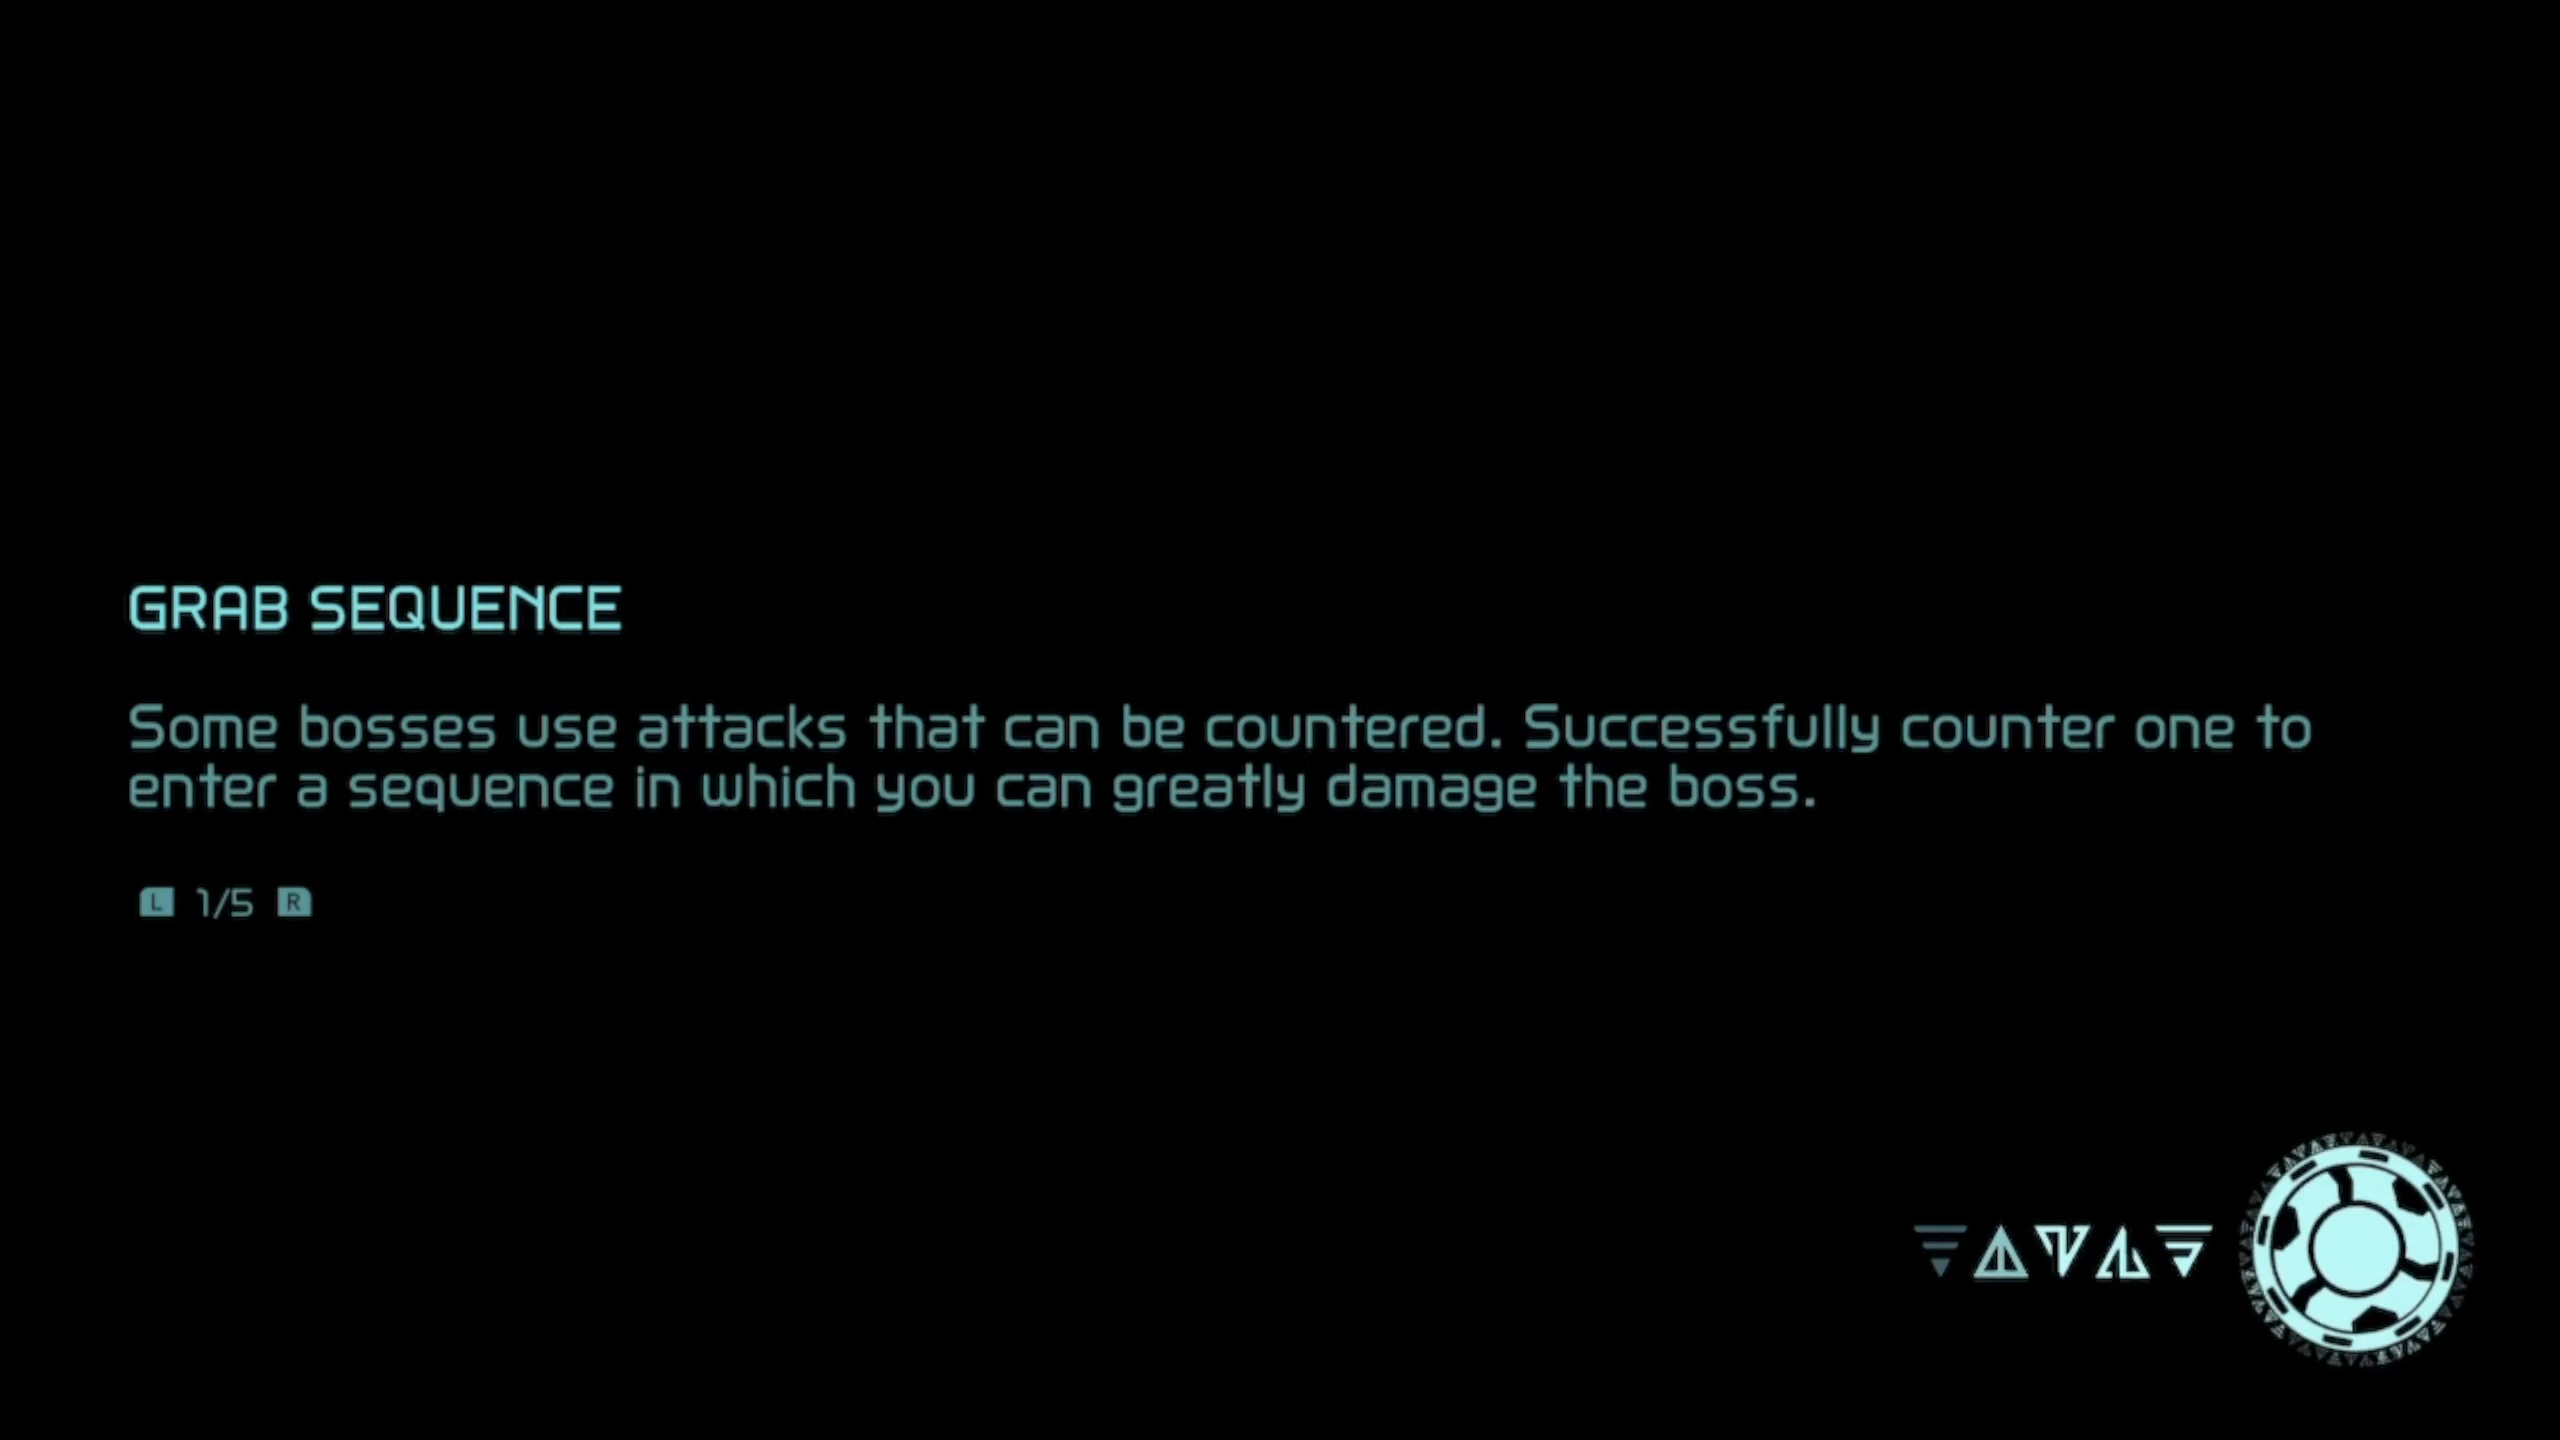 GRAB SEQUENCE
Some bosses use attacks that can be countered. Successfully counter one to
enter a sequence in which you can greatly damage the boss.
L 1/5 R